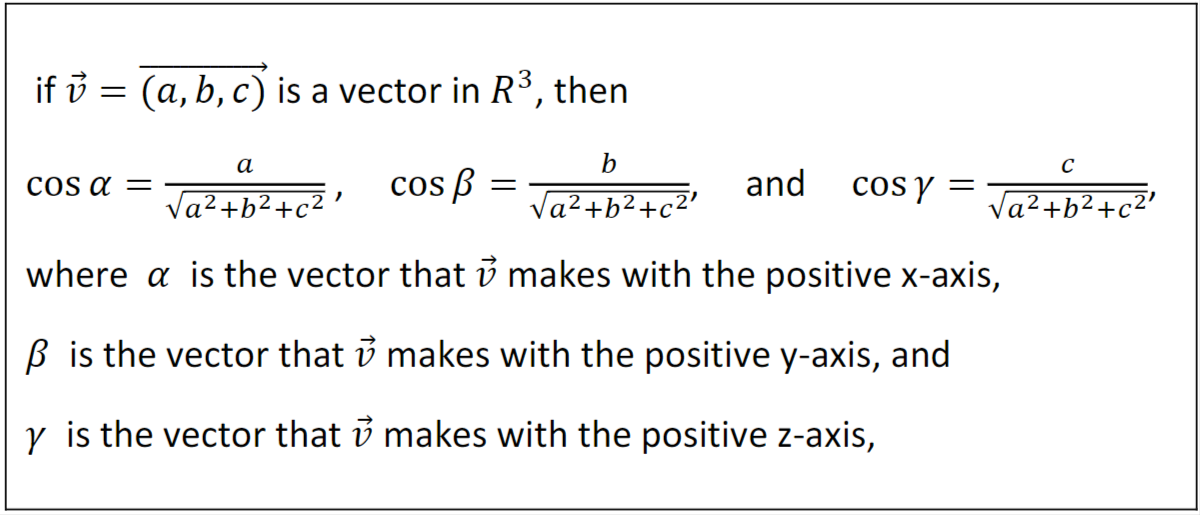 if v⃗ = (a, b, c)⃗ is a vector in R³, then
cos α = a/√(a²+b²+c²) , cos β = b/√(a²+b²+c²), and cos γ = c/√(a²+b²+c²),
where α is the vector that v⃗ makes with the positive x-axis,
β is the vector that v⃗ makes with the positive y-axis, and
γ is the vector that v⃗ makes with the positive z-axis,